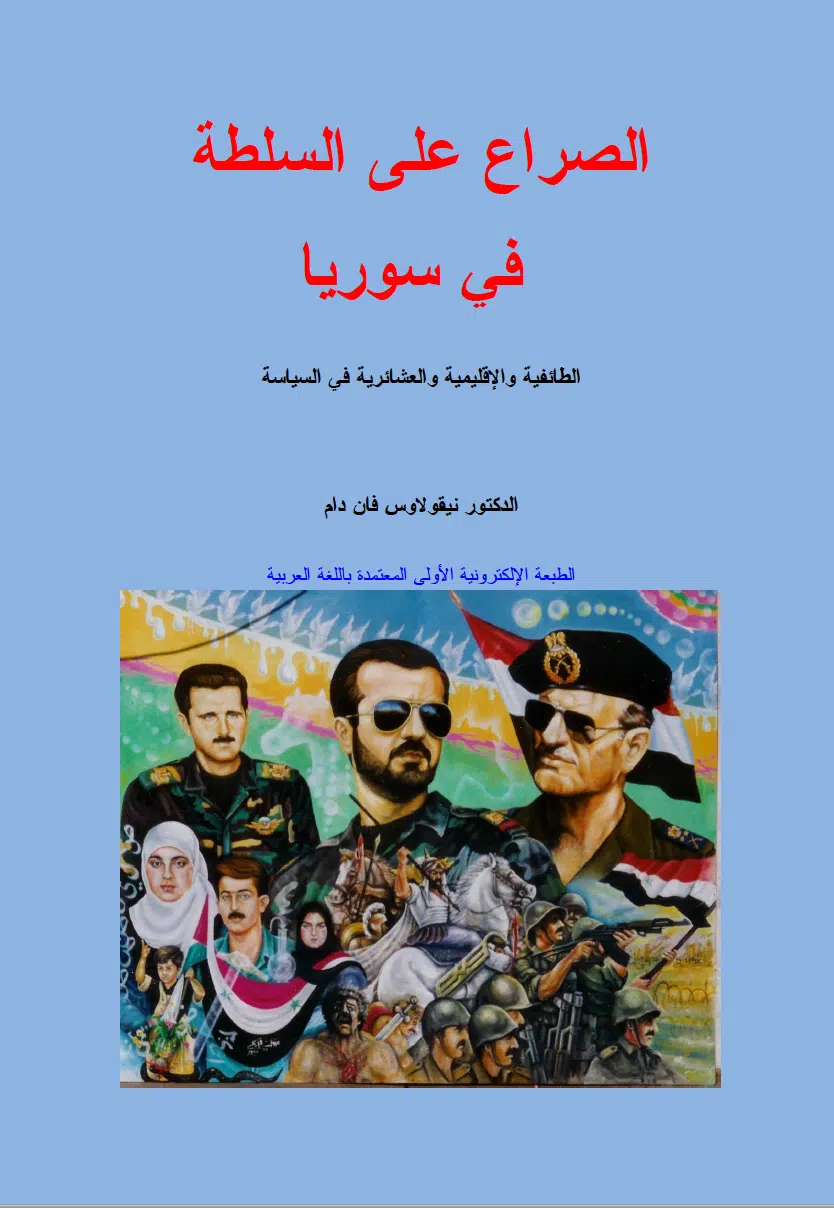 الصراع على السلطة
في سوريا
الطائفية والإقليمية والعشائرية في السياسة
الدكتور نيقولاوس فان دام
الطبعة الإلكترونية الأولى المعتمدة باللغة العربية